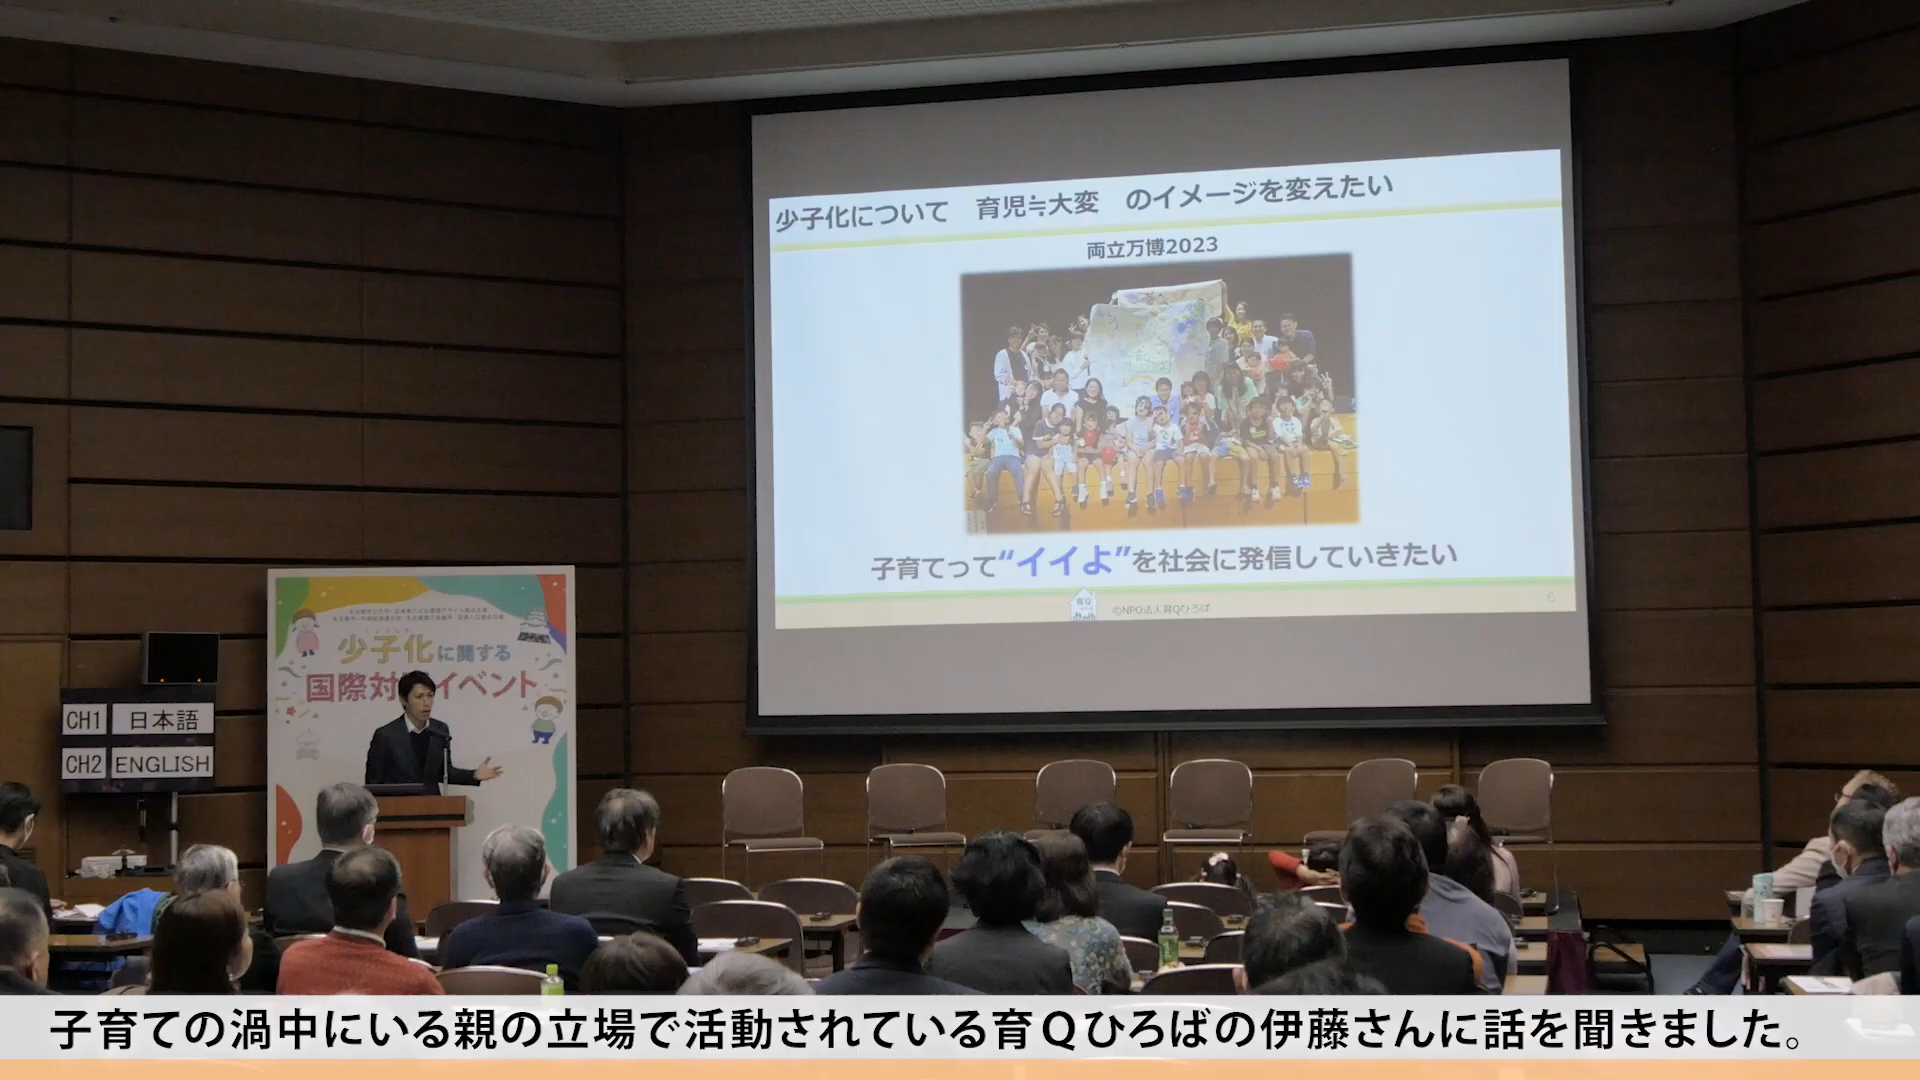 少子化について　育児≒大変　のイメージを変えたい
両立万博2023
子育てって“イイよ”を社会に発信していきたい
©NPO法人育Qひろば
6
少子化に関する
国際対 イベント
CH1 日本語
CH2 ENGLISH
子育ての渦中にいる親の立場で活動されている育Ｑひろばの伊藤さんに話を聞きました。